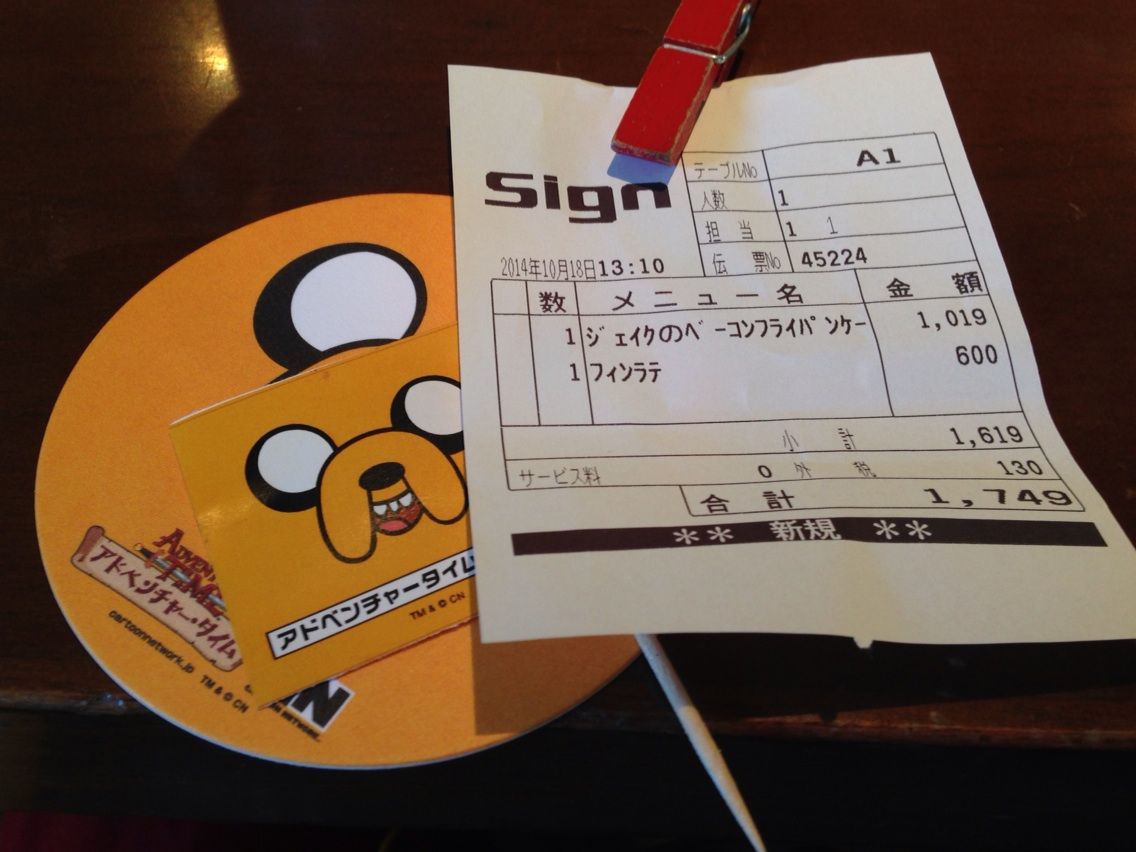 Sign
テーブルNo A1
人数 1
担当 1 1
伝票No 45224
2014年10月18日13:10
数 メニュー名 金額
1 ジェイクのベーコンフライパンケー 1,019
1 フィンラテ 600
小計 1,619
サービス料 0 外税 130
合計 1,749
** 新規 **
アドベンチャータイム
TM & © CN
アドベンチャー・タイム
cartoonnetwork.jp TM & © CN